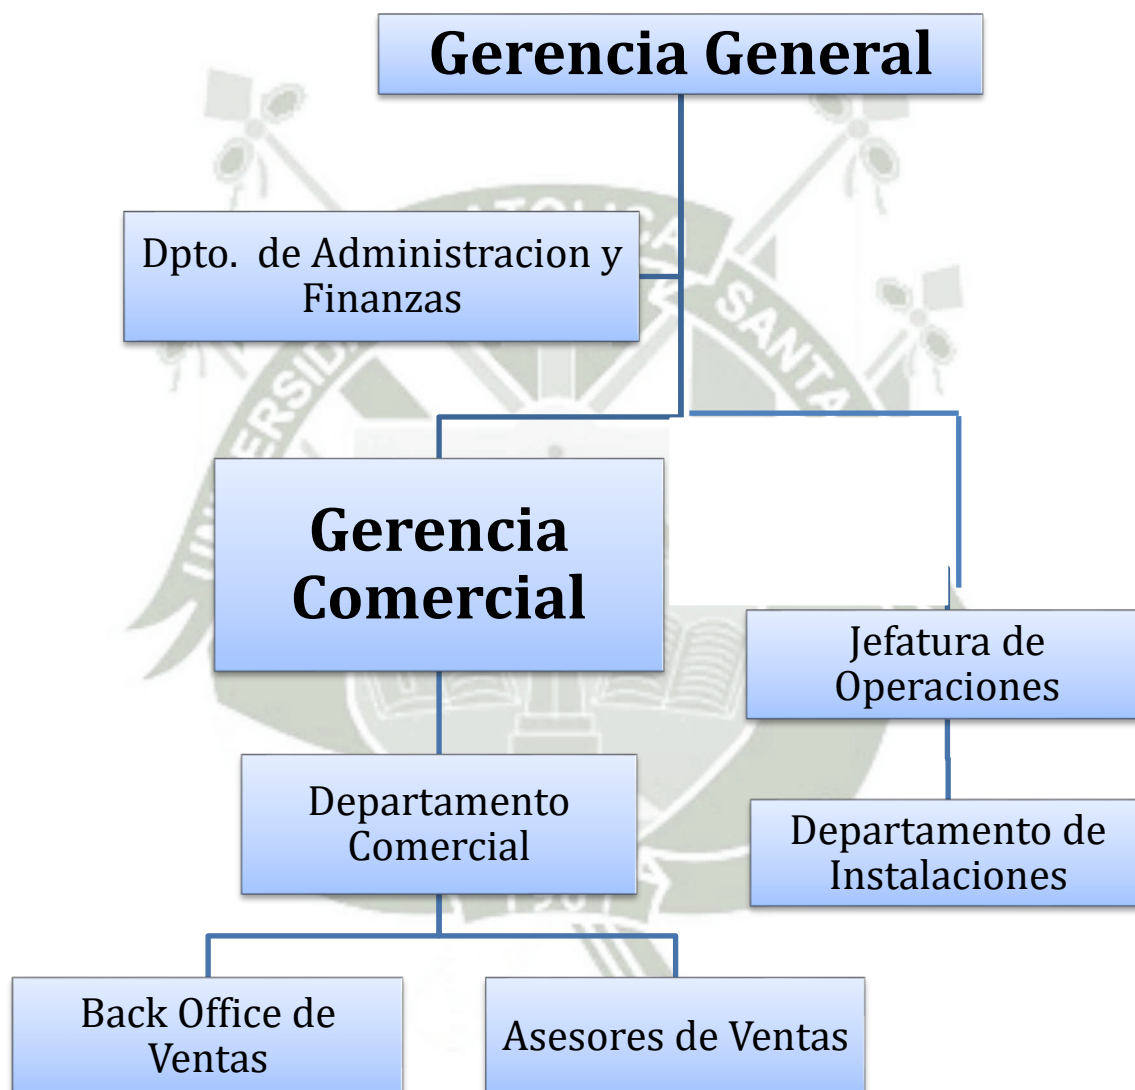 Gerencia General
Dpto.  de Administracion y
Finanzas
Gerencia
Comercial
Jefatura de
Operaciones
Departamento
Comercial
Departamento de
Instalaciones
Back Office de
Ventas
Asesores de Ventas
SANTA